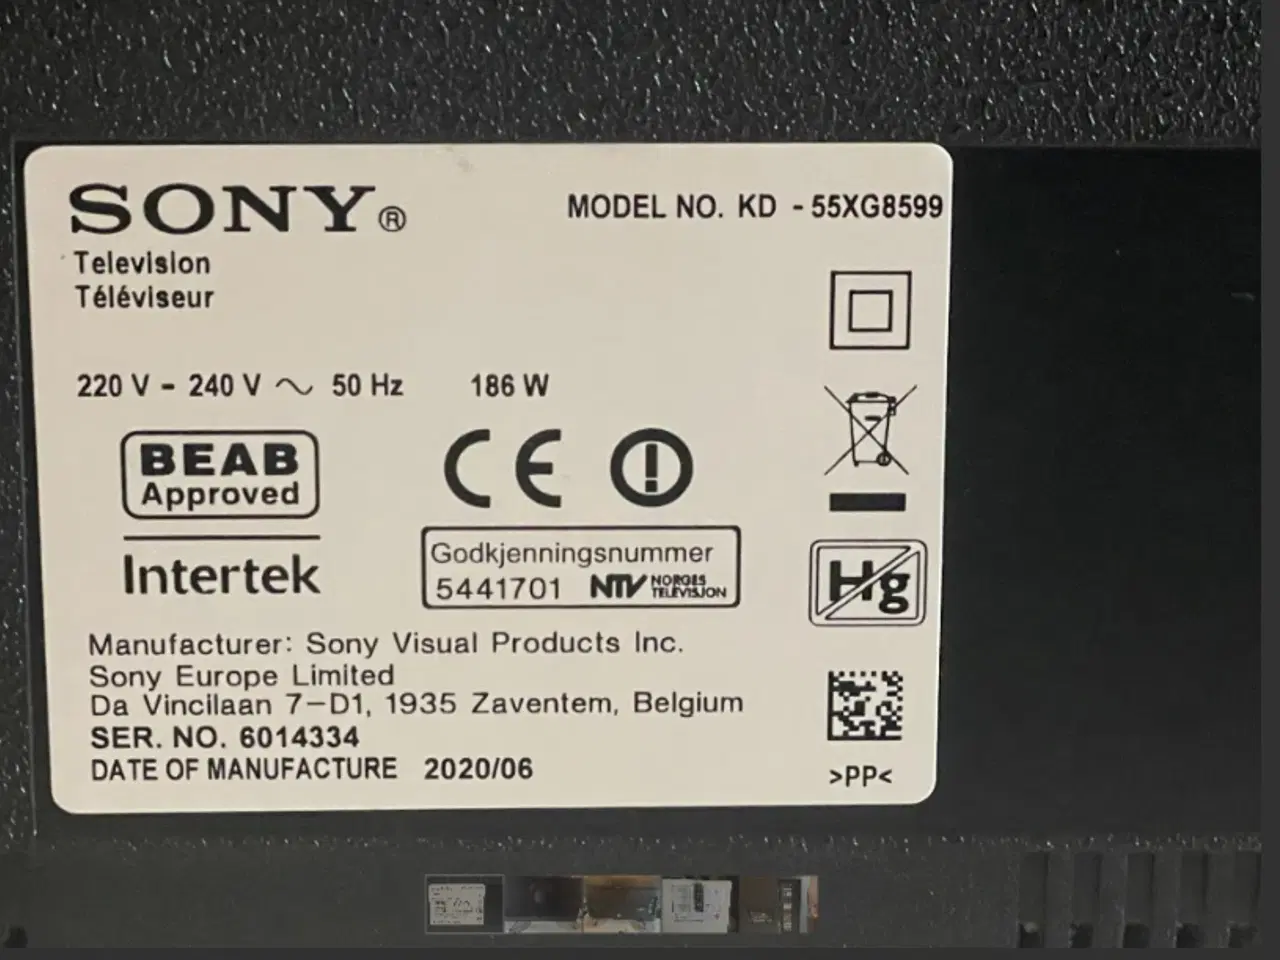 SONY®
MODEL NO. KD - 55XG8599
Television
Téléviseur
220 V - 240 V ~ 50 Hz 186 W
BEAB
Approved
Intertek
CE
Godkjenningsnummer
5441701 NTV NORGES
TELEVISJON
Hg
Manufacturer: Sony Visual Products Inc.
Sony Europe Limited
Da Vincilaan 7-D1, 1935 Zaventem, Belgium
SER. NO. 6014334
DATE OF MANUFACTURE 2020/06
>PP<